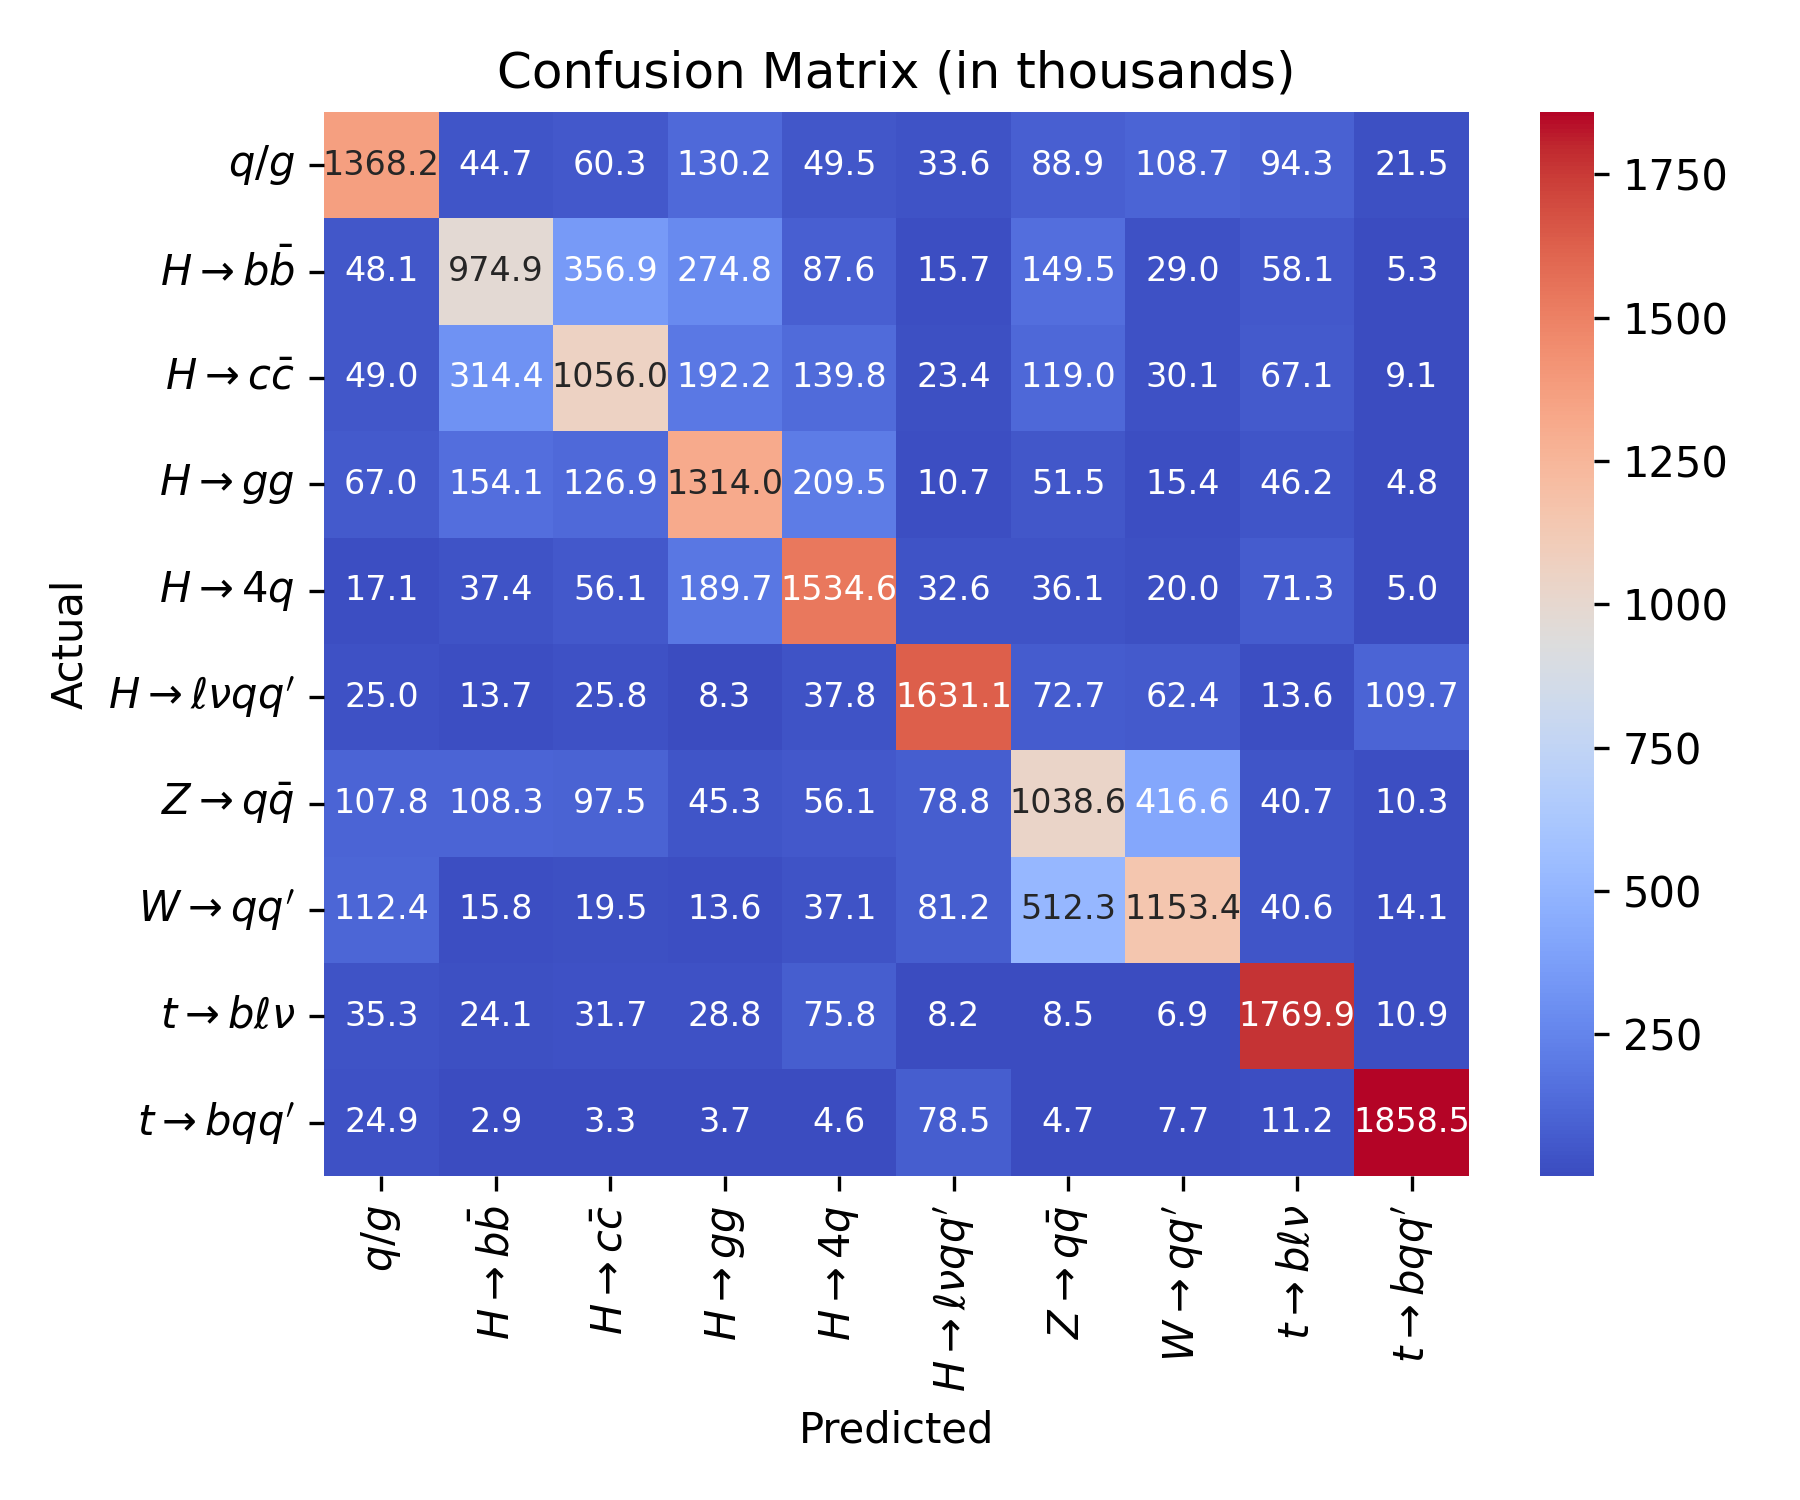 Confusion Matrix (in thousands)
q/g 1368.2 44.7 60.3 130.2 49.5 33.6 88.9 108.7 94.3 21.5
H→bb̄ 48.1 974.9 356.9 274.8 87.6 15.7 149.5 29.0 58.1 5.3
H→cc̄ 49.0 314.4 1056.0 192.2 139.8 23.4 119.0 30.1 67.1 9.1
H→gg 67.0 154.1 126.9 1314.0 209.5 10.7 51.5 15.4 46.2 4.8
H→4q 17.1 37.4 56.1 189.7 1534.6 32.6 36.1 20.0 71.3 5.0
H→ℓνqq′ 25.0 13.7 25.8 8.3 37.8 1631.1 72.7 62.4 13.6 109.7
Z→qq̄ 107.8 108.3 97.5 45.3 56.1 78.8 1038.6 416.6 40.7 10.3
W→qq′ 112.4 15.8 19.5 13.6 37.1 81.2 512.3 1153.4 40.6 14.1
t→bℓν 35.3 24.1 31.7 28.8 75.8 8.2 8.5 6.9 1769.9 10.9
t→bqq′ 24.9 2.9 3.3 3.7 4.6 78.5 4.7 7.7 11.2 1858.5
q/g H→bb̄ H→cc̄ H→gg H→4q H→ℓνqq′ Z→qq̄ W→qq′ t→bℓν t→bqq′
Predicted
Actual
1750
1500
1250
1000
750
500
250